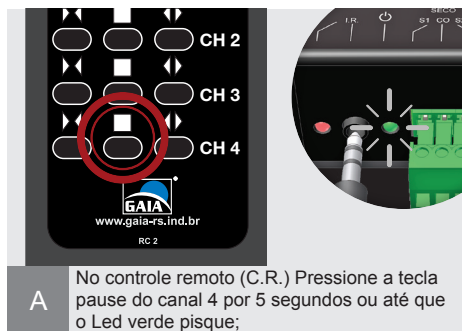 CH 2
CH 3
CH 4
GAIA
www.gaia-rs.ind.br
RC 2
I.R.
SECO
S1 CO S
A
No controle remoto (C.R.) Pressione a tecla
pause do canal 4 por 5 segundos ou até que
o Led verde pisque;